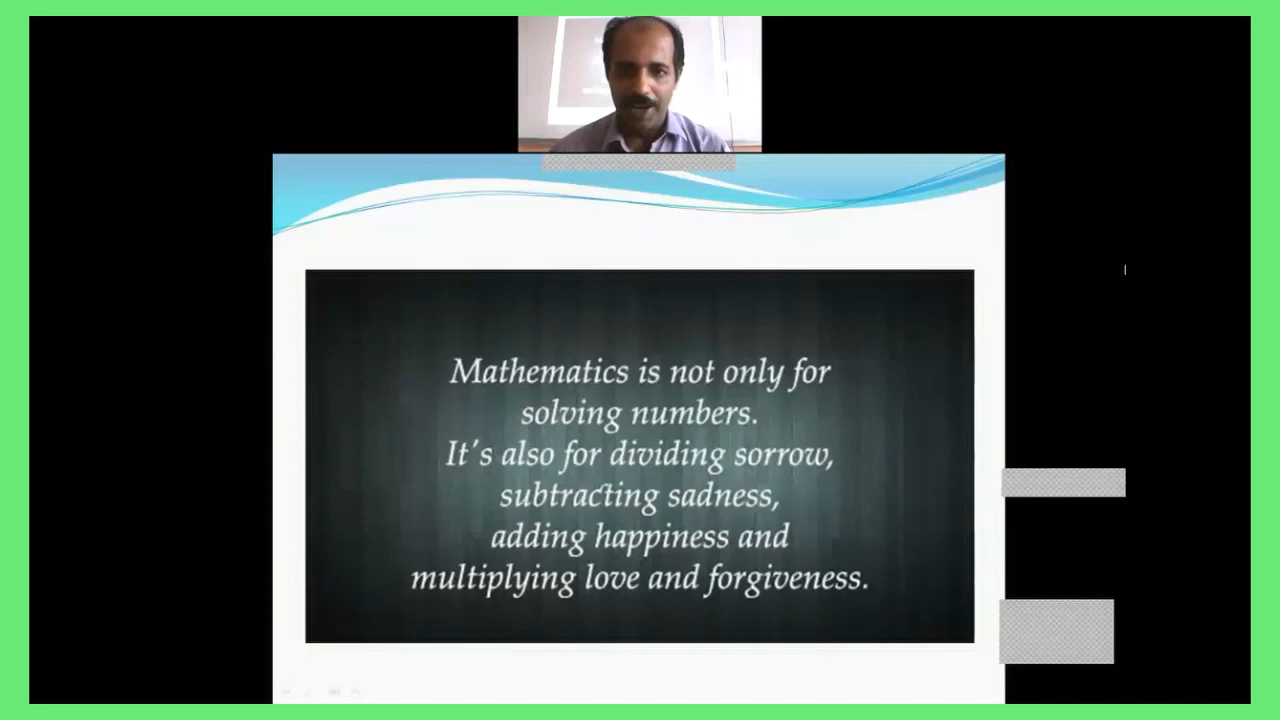 Mathematics is not only for
solving numbers.
It's also for dividing sorrow,
subtracting sadness,
adding happiness and
multiplying love and forgiveness.